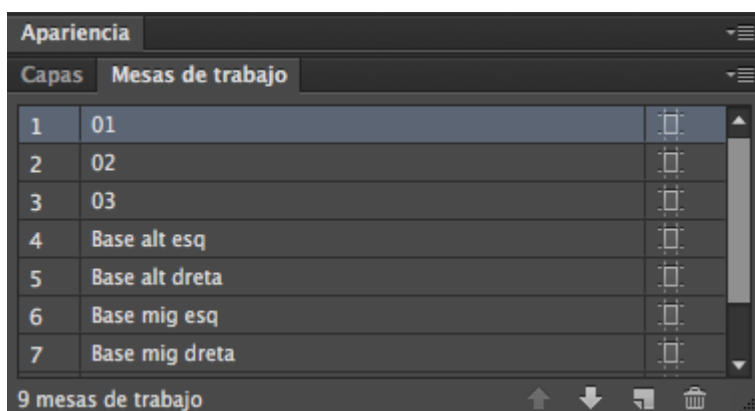 Apariencia
Capas Mesas de trabajo
1 01
2 02
3 03
4 Base alt esq
5 Base alt dreta
6 Base mig esq
7 Base mig dreta
9 mesas de trabajo